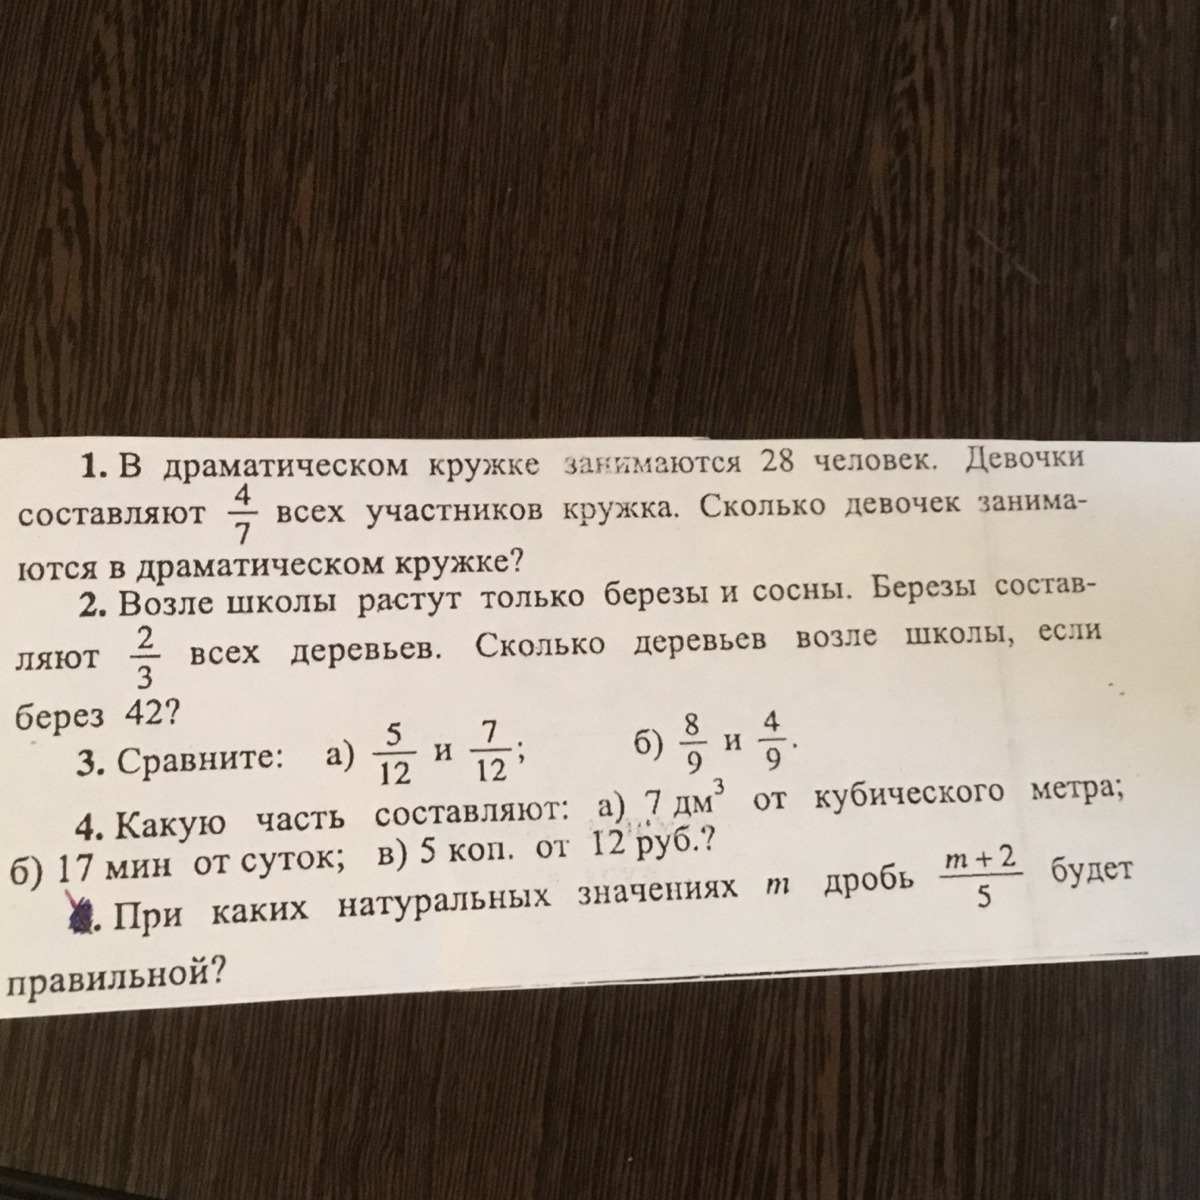 1. В драматическом кружке занимаются 28 человек. Девочки
составляют 4/7 всех участников кружка. Сколько девочек занима-
ются в драматическом кружке?
2. Возле школы растут только березы и сосны. Березы состав-
ляют 2/3 всех деревьев. Сколько деревьев возле школы, если
берез 42?
3. Сравните: а) 5/12 и 7/12; б) 8/9 и 4/9.
4. Какую часть составляют: а) 7 дм³ от кубического метра;
б) 17 мин от суток; в) 5 коп. от 12 руб.?
. При каких натуральных значениях m дробь (m + 2)/5 будет
правильной?